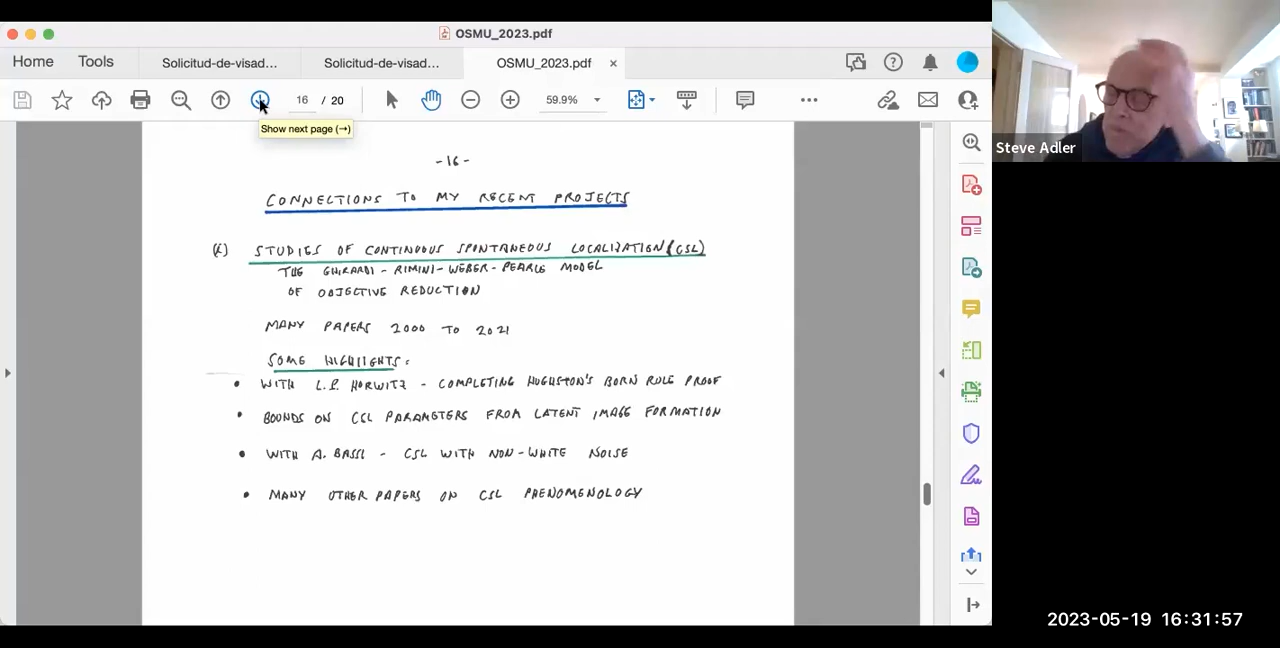 OSMU_2023.pdf
Home
Tools
Solicitud-de-visad...
Solicitud-de-visad...
OSMU_2023.pdf
16 / 20
59.9%
Show next page (→)
Steve Adler
-16-
CONNECTIONS TO MY RECENT PROJECTS
STUDIES OF CONTINUOUS SPONTANEOUS LOCALIZATION (CSL)
THE GHIRARDI - RIMINI - WEBER - PEARLE MODEL
OF OBJECTIVE REDUCTION
MANY PAPERS 2000 TO 2021
SOME HIGHLIGHTS:
• WITH L.P. HORWITZ - COMPLETING HUGHSTON'S BORN RULE PROOF
• BOUNDS ON CSL PARAMETERS FROM LATENT IMAGE FORMATION
• WITH A. BASSI - CSL WITH NON-WHITE NOISE
• MANY OTHER PAPERS ON CSL PHENOMENOLOGY
2023-05-19 16:31:57